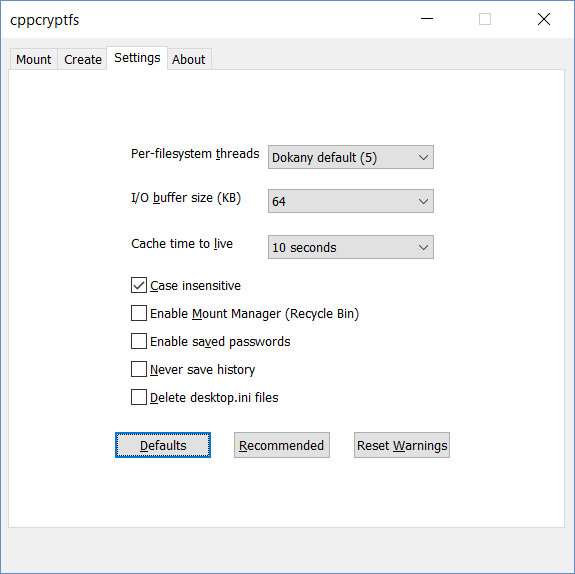 cppcryptfs
Mount Create Settings About
Per-filesystem threads Dokany default (5)
I/O buffer size (KB) 64
Cache time to live 10 seconds
Case insensitive
Enable Mount Manager (Recycle Bin)
Enable saved passwords
Never save history
Delete desktop.ini files
Defaults Recommended Reset Warnings